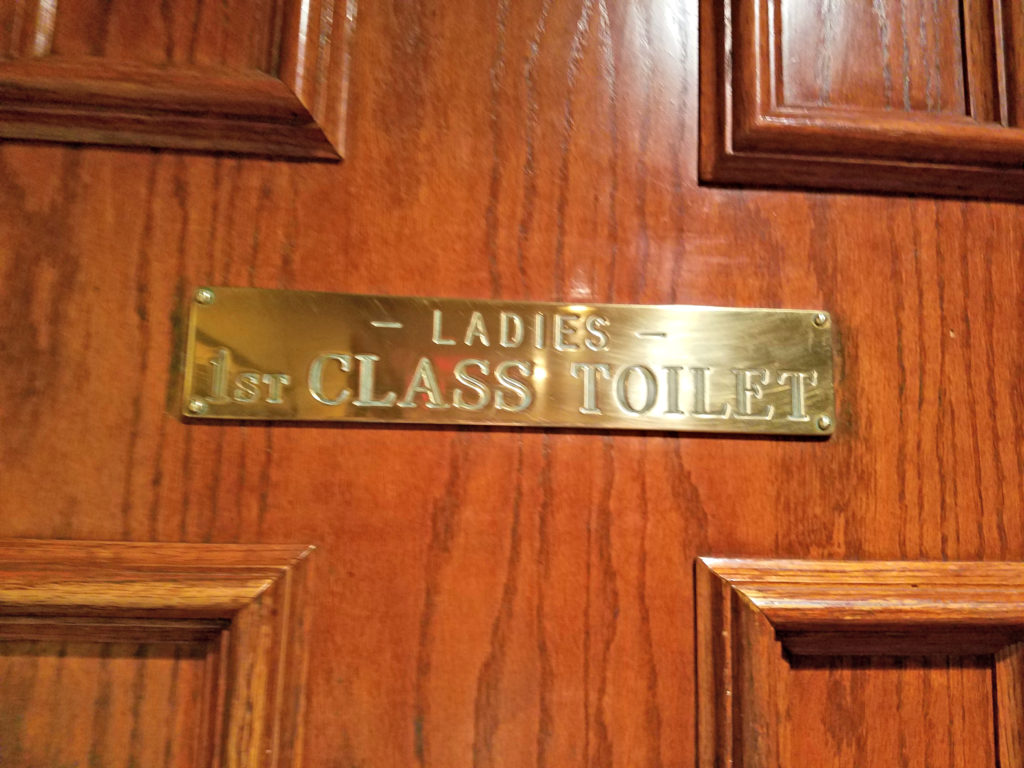 - LADIES -
1ST CLASS TOILET